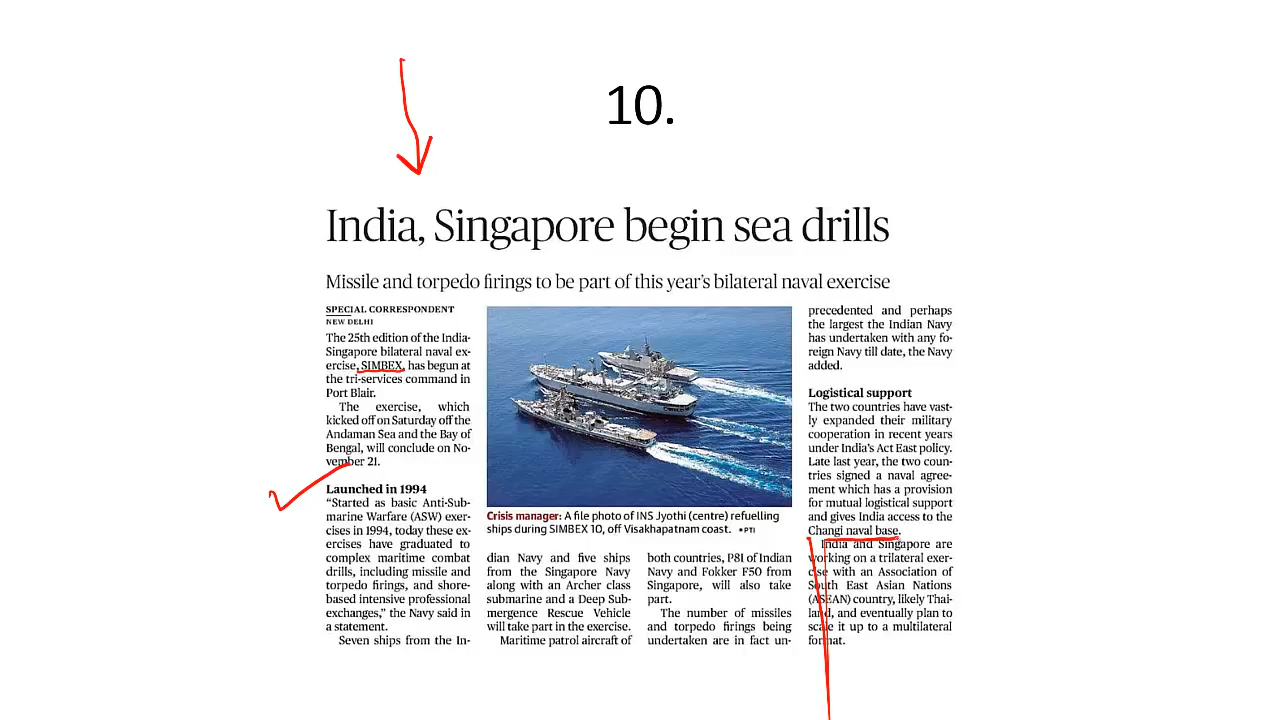 10.
India, Singapore begin sea drills
Missile and torpedo firings to be part of this year's bilateral naval exercise
SPECIAL CORRESPONDENT
NEW DELHI
The 25th edition of the India-
Singapore bilateral naval ex-
ercise, SIMBEX, has begun at
the tri-services command in
Port Blair.
The exercise, which
kicked off on Saturday off the
Andaman Sea and the Bay of
Bengal, will conclude on No-
vember 21.
Launched in 1994
“Started as basic Anti-Sub-
marine Warfare (ASW) exer-
cises in 1994, today these ex-
ercises have graduated to
complex maritime combat
drills, including missile and
torpedo firings, and shore-
based intensive professional
exchanges,” the Navy said in
a statement.
Seven ships from the In-
Crisis manager: A file photo of INS Jyothi (centre) refuelling
ships during SIMBEX 10, off Visakhapatnam coast. •PTI
dian Navy and five ships
from the Singapore Navy
along with an Archer class
submarine and a Deep Sub-
mergence Rescue Vehicle
will take part in the exercise.
Maritime patrol aircraft of
both countries, P8I of Indian
Navy and Fokker F50 from
Singapore, will also take
part.
The number of missiles
and torpedo firings being
undertaken are in fact un-
precedented and perhaps
the largest the Indian Navy
has undertaken with any fo-
reign Navy till date, the Navy
added.
Logistical support
The two countries have vast-
ly expanded their military
cooperation in recent years
under India's Act East policy.
Late last year, the two coun-
tries signed a naval agree-
ment which has a provision
for mutual logistical support
and gives India access to the
Changi naval base.
India and Singapore are
working on a trilateral exer-
cise with an Association of
South East Asian Nations
(ASEAN) country, likely Thai-
land, and eventually plan to
scale it up to a multilateral
format.